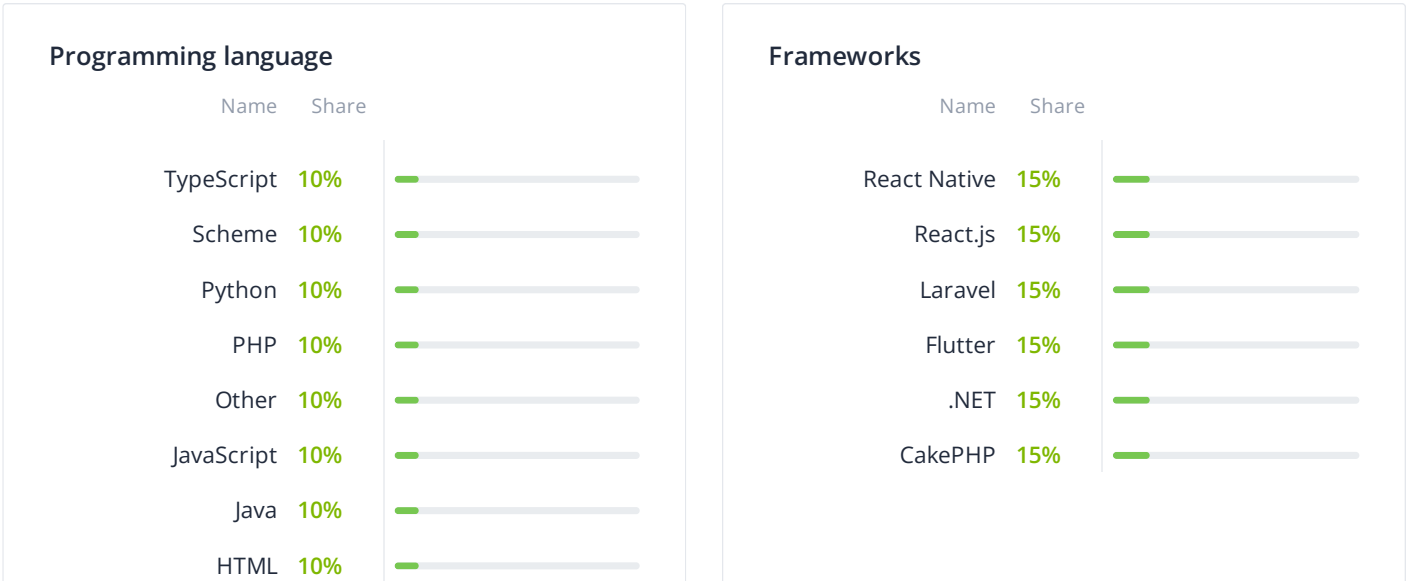 Programming language
Name Share
TypeScript 10%
Scheme 10%
Python 10%
PHP 10%
Other 10%
JavaScript 10%
Java 10%
HTML 10%
Frameworks
Name Share
React Native 15%
React.js 15%
Laravel 15%
Flutter 15%
.NET 15%
CakePHP 15%